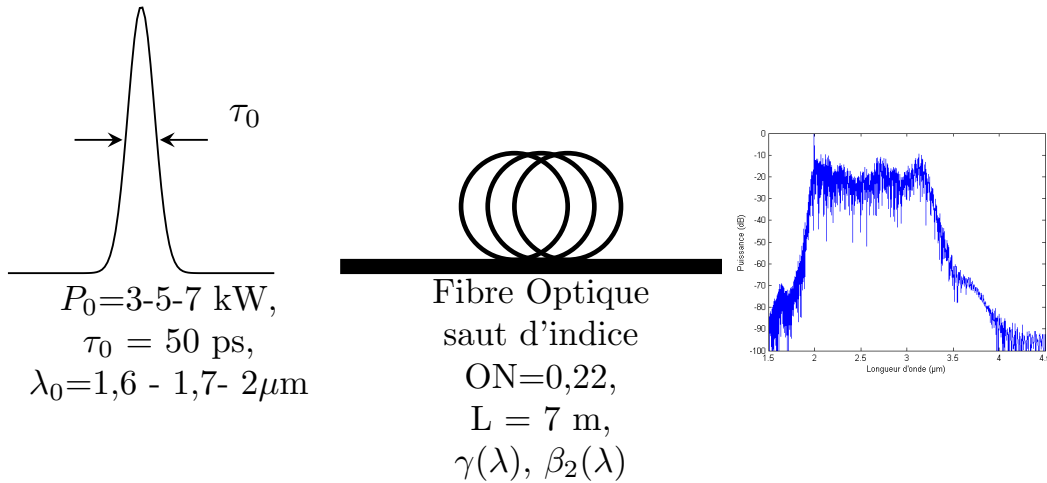 τ₀
P₀=3-5-7 kW,
τ₀ = 50 ps,
λ₀=1,6 - 1,7- 2μm
Fibre Optique
saut d'indice
ON=0,22,
L = 7 m,
γ(λ), β₂(λ)
Puissance (dB)
0
-10
-20
-30
-40
-50
-60
-70
-80
-90
-100
1.5 2 2.5 3 3.5 4 4.5
Longueur d'onde (μm)